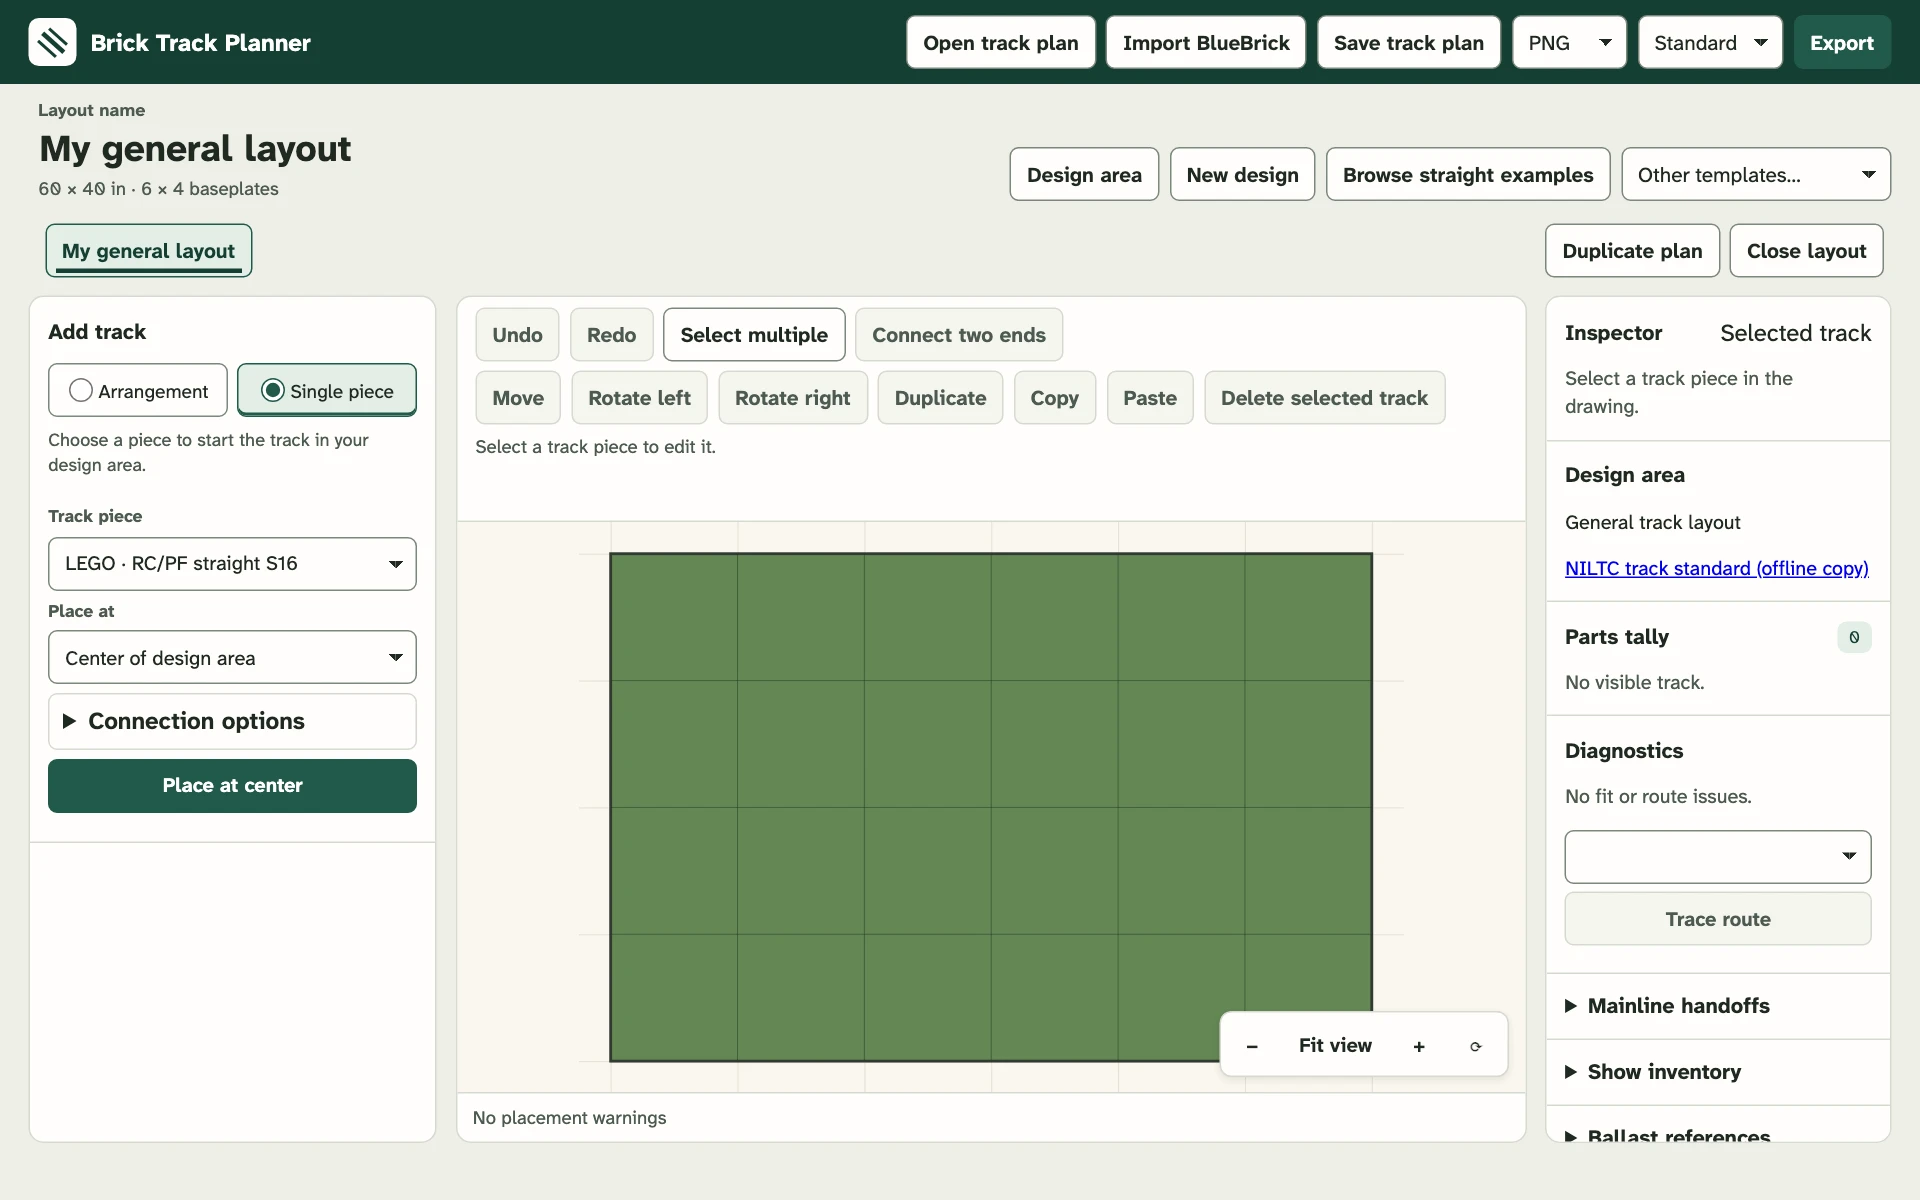 Brick Track Planner
Open track plan
Import BlueBrick
Save track plan
PNG
Standard
Export
Layout name
My general layout
60 × 40 in · 6 × 4 baseplates
Design area
New design
Browse straight examples
Other templates...
My general layout
Duplicate plan
Close layout
Add track
Arrangement
Single piece
Choose a piece to start the track in your
design area.
Track piece
LEGO · RC/PF straight S16
Place at
Center of design area
Connection options
Place at center
Undo
Redo
Select multiple
Connect two ends
Move
Rotate left
Rotate right
Duplicate
Copy
Paste
Delete selected track
Select a track piece to edit it.
− Fit view + ⟳
No placement warnings
Inspector
Selected track
Select a track piece in the
drawing.
Design area
General track layout
NILTC track standard (offline copy)
Parts tally
0
No visible track.
Diagnostics
No fit or route issues.
Trace route
Mainline handoffs
Show inventory
Ballast references